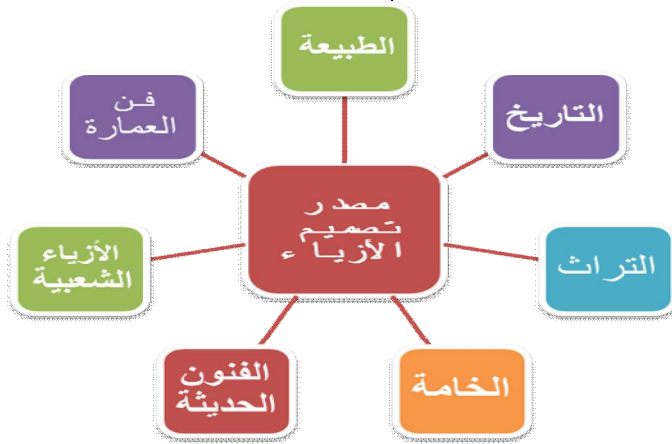 الطبيعة
التاريخ
فن
العمارة
مصدر
تصميم
الأزياء
التراث
الأزياء
الشعبية
الخامة
الفنون
الحديثة